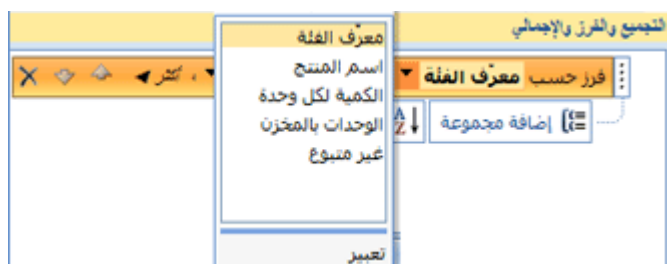 التجميع والفرز والإجمالي
فرز حسب معرّف الفئة ، أكثر
إضافة مجموعة
معرّف الفئة
اسم المنتج
الكمية لكل وحدة
الوحدات بالمخزن
غير متبوع
تعبير